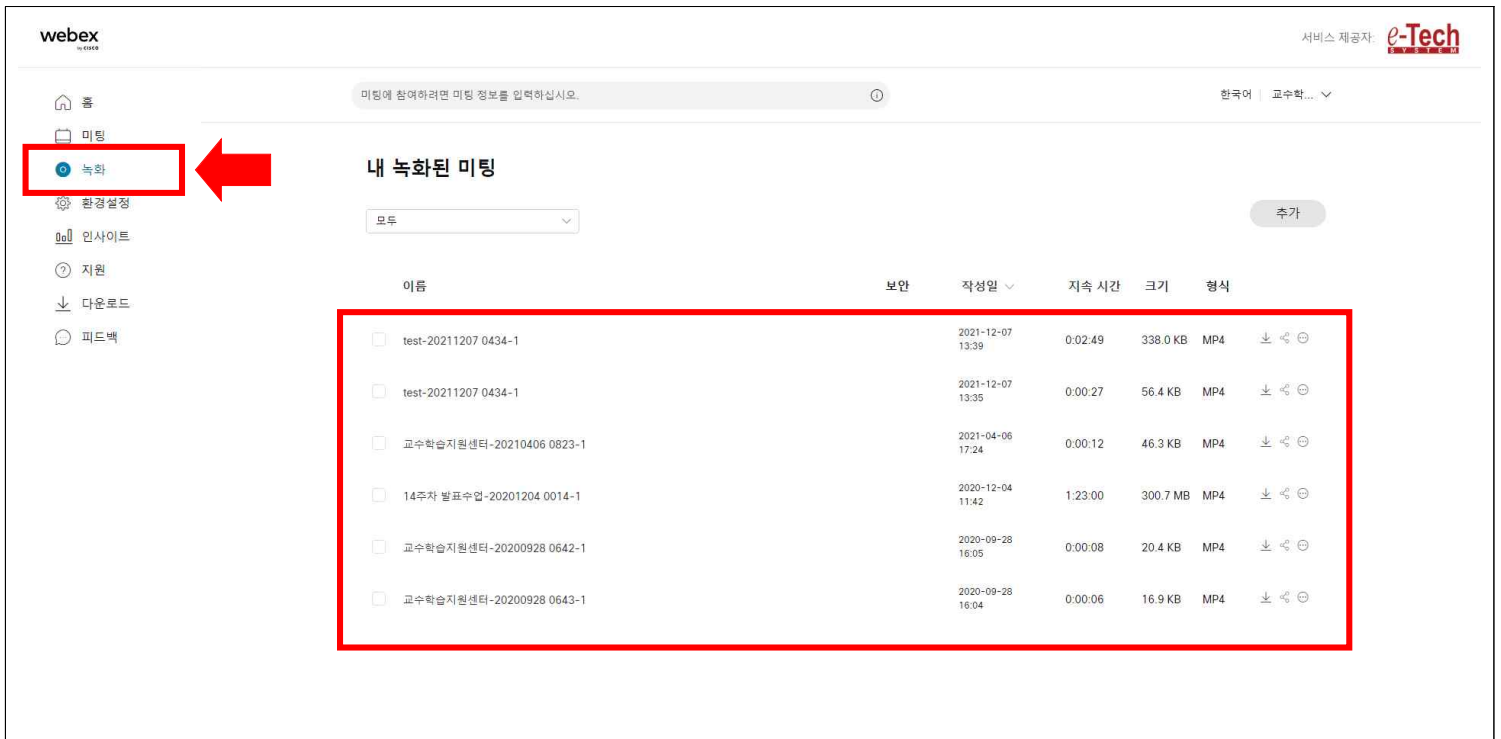 webex
by CISCO
서비스 제공자: e-Tech
SYSTEM
홈
미팅
녹화
환경설정
인사이트
지원
다운로드
피드백
미팅에 참여하려면 미팅 정보를 입력하십시오.
한국어 교수학...
내 녹화된 미팅
모두
추가
이름 보안 작성일 지속 시간 크기 형식
test-20211207 0434-1 2021-12-07 13:39 0:02:49 338.0 KB MP4
test-20211207 0434-1 2021-12-07 13:35 0:00:27 56.4 KB MP4
교수학습지원센터-20210406 0823-1 2021-04-06 17:24 0:00:12 46.3 KB MP4
14주차 발표수업-20201204 0014-1 2020-12-04 11:42 1:23:00 300.7 MB MP4
교수학습지원센터-20200928 0642-1 2020-09-28 16:05 0:00:08 20.4 KB MP4
교수학습지원센터-20200928 0643-1 2020-09-28 16:04 0:00:06 16.9 KB MP4